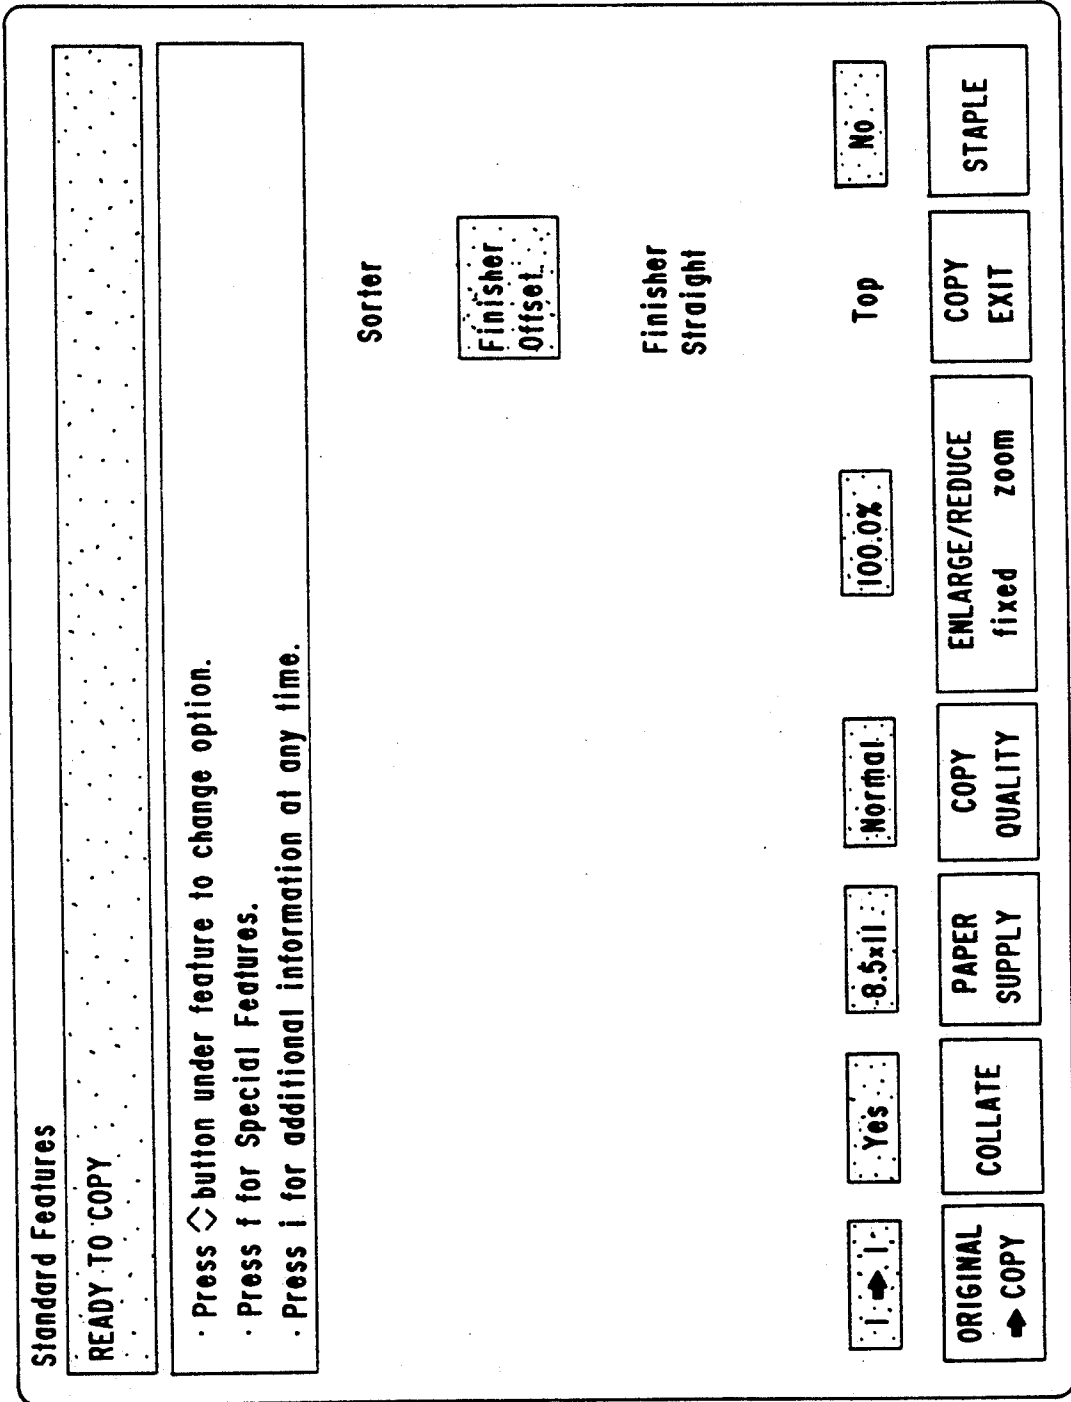 Standard Features
READY TO COPY
· Press ◇ button under feature to change option.
· Press f for Special Features.
· Press i for additional information at any time.
Sorter
Finisher
Offset
Finisher
Straight
1 ➡ 1
Yes
8.5x11
Normal
100.0%
Top
No
ORIGINAL
➡ COPY
COLLATE
PAPER
SUPPLY
COPY
QUALITY
ENLARGE/REDUCE
fixed zoom
COPY
EXIT
STAPLE